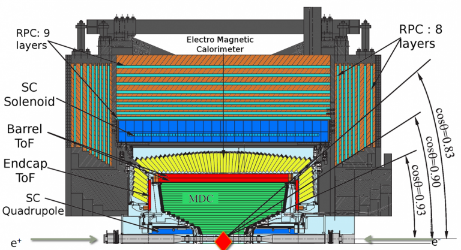 RPC: 9
layers
Electro Magnetic
Calorimeter
RPC : 8
layers
SC
Solenoid
Barrel
ToF
Endcap
ToF
SC
Quadrupole
MDC
cosθ=0.83
cosθ=0.90
cosθ=0.93
e⁺
e⁻